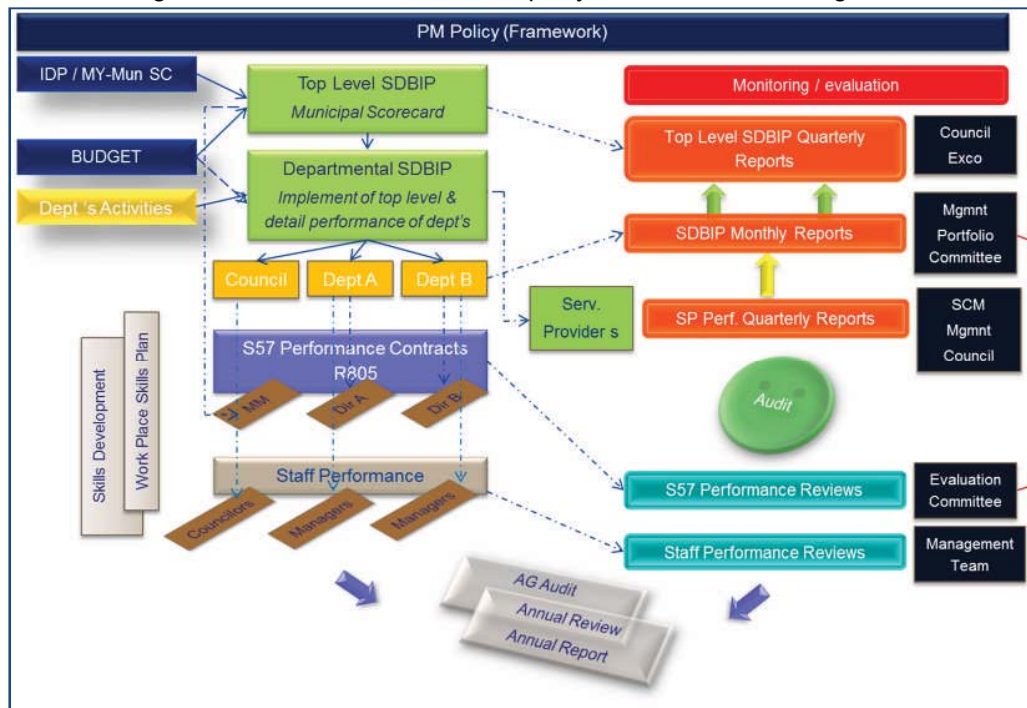 PM Policy (Framework)
IDP / MY-Mun SC
BUDGET
Dept 's Activities
Top Level SDBIP
Municipal Scorecard
Departmental SDBIP
Implement of top level &
detail performance of dept's
Council
Dept A
Dept B
Serv.
Provider s
S57 Performance Contracts
R805
MM
Dir A
Dir B
Staff Performance
Councilors
Managers
Managers
Skills Development
Work Place Skills Plan
Monitoring / evaluation
Top Level SDBIP Quarterly
Reports
Council
Exco
SDBIP Monthly Reports
Mgmnt
Portfolio
Committee
SP Perf. Quarterly Reports
SCM
Mgmnt
Council
Audit
S57 Performance Reviews
Evaluation
Committee
Staff Performance Reviews
Management
Team
AG Audit
Annual Review
Annual Report